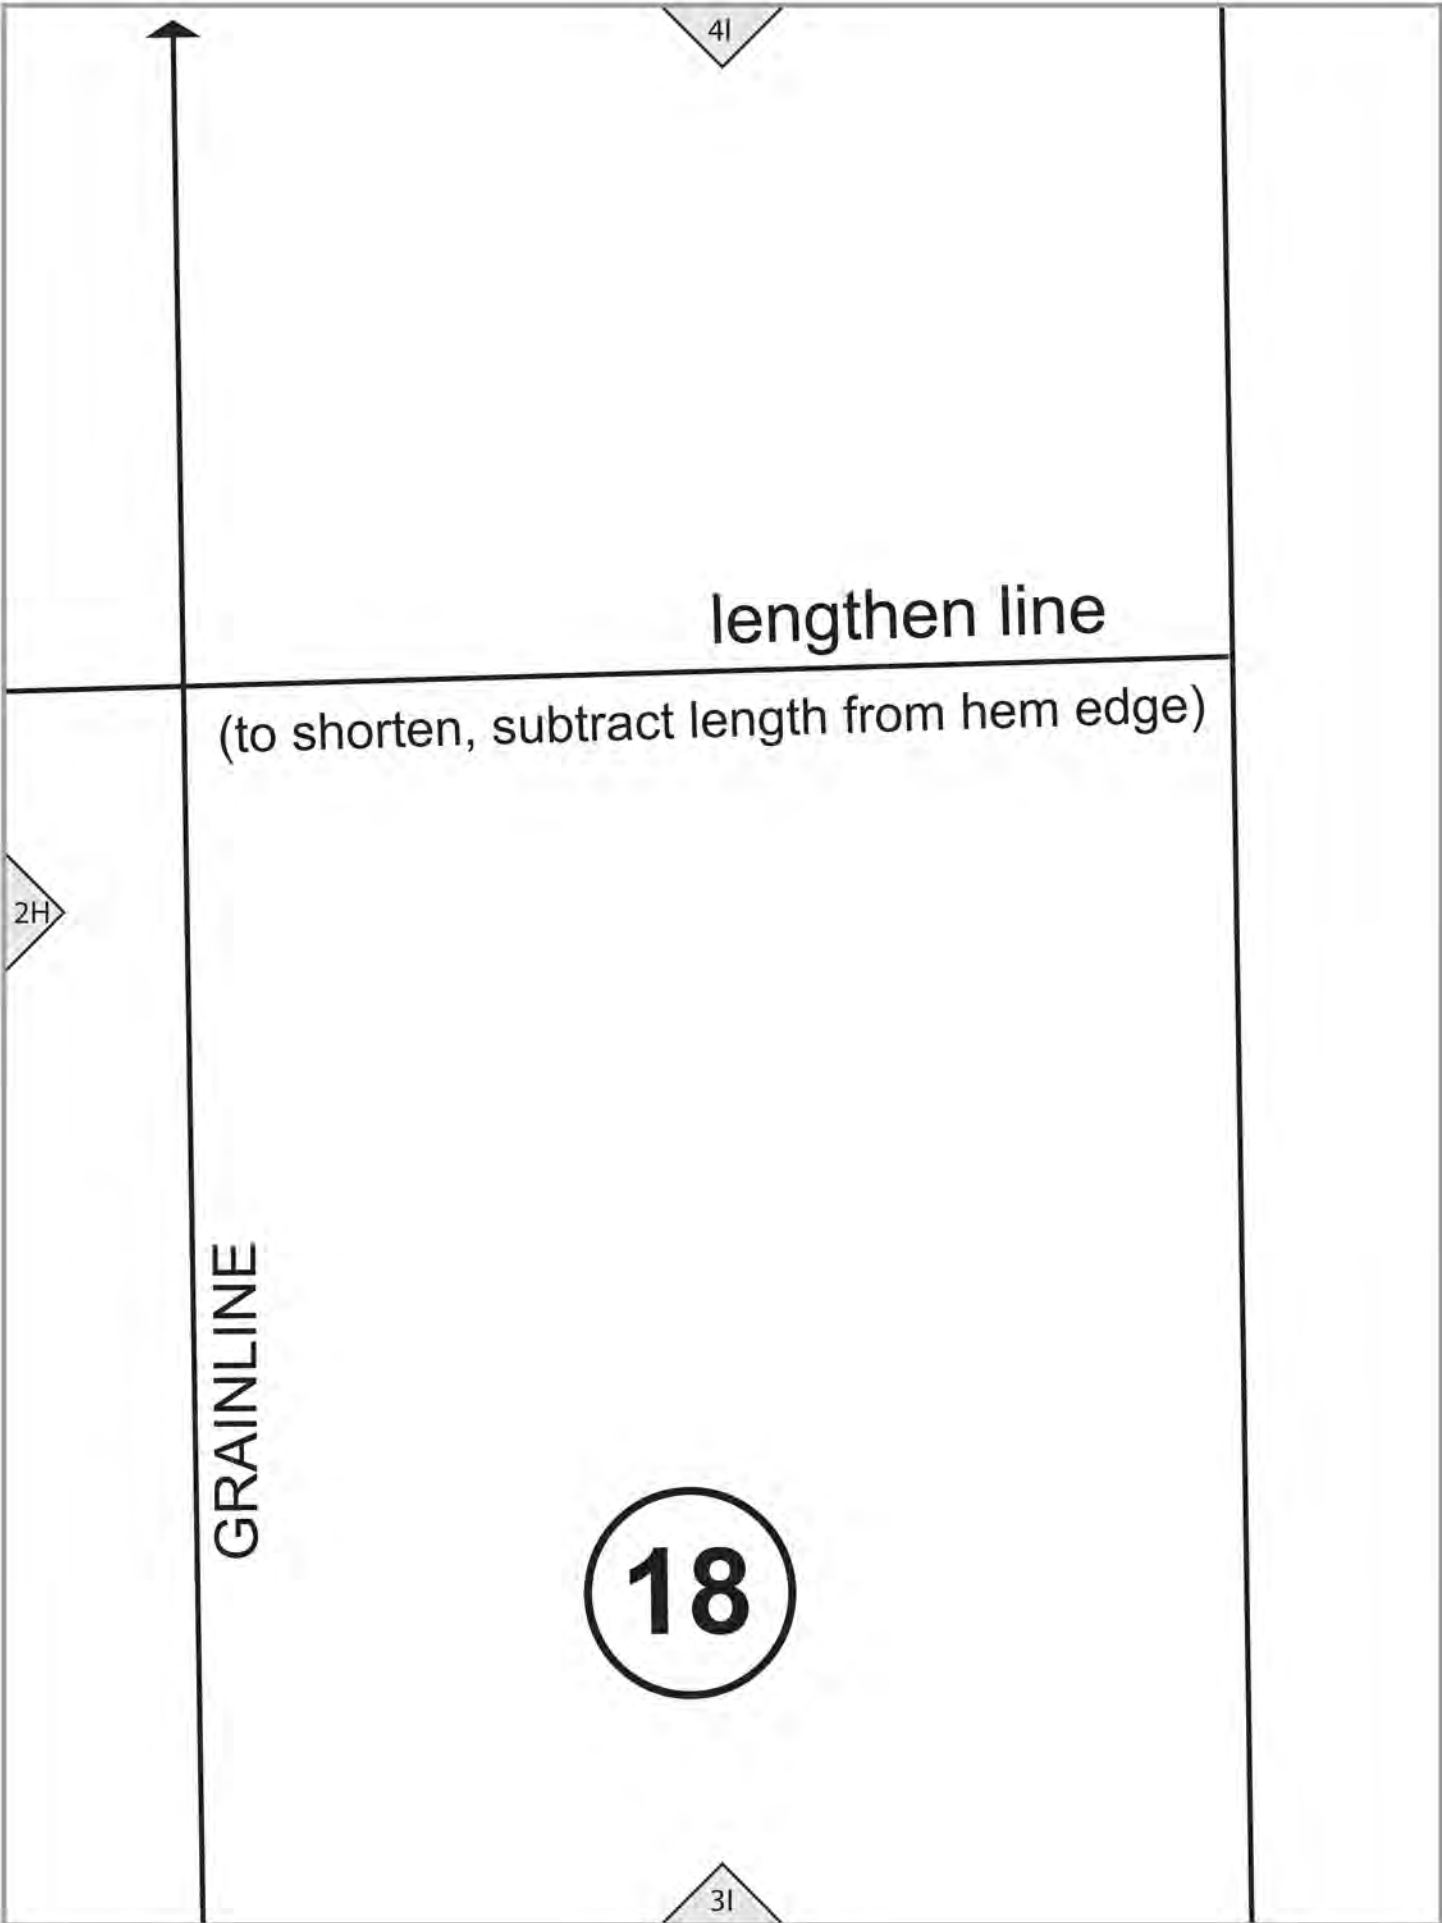 4I
lengthen line
(to shorten, subtract length from hem edge)
2H
GRAINLINE
18
3I